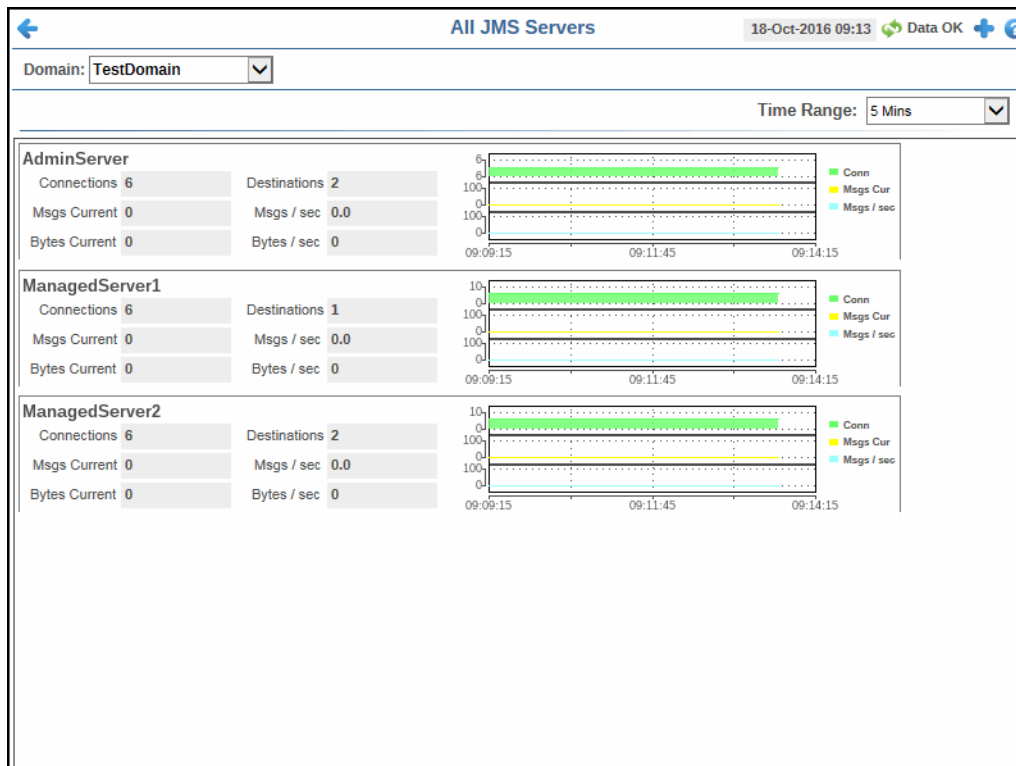 All JMS Servers 18-Oct-2016 09:13 Data OK
Domain: TestDomain
Time Range: 5 Mins
AdminServer
Connections 6 Destinations 2
Msgs Current 0 Msgs / sec 0.0
Bytes Current 0 Bytes / sec 0
6
6
100
0
100
0
09:09:15 09:11:45 09:14:15
Conn
Msgs Cur
Msgs / sec
ManagedServer1
Connections 6 Destinations 1
Msgs Current 0 Msgs / sec 0.0
Bytes Current 0 Bytes / sec 0
10
0
100
0
100
0
09:09:15 09:11:45 09:14:15
Conn
Msgs Cur
Msgs / sec
ManagedServer2
Connections 6 Destinations 2
Msgs Current 0 Msgs / sec 0.0
Bytes Current 0 Bytes / sec 0
10
0
100
0
100
0
09:09:15 09:11:45 09:14:15
Conn
Msgs Cur
Msgs / sec